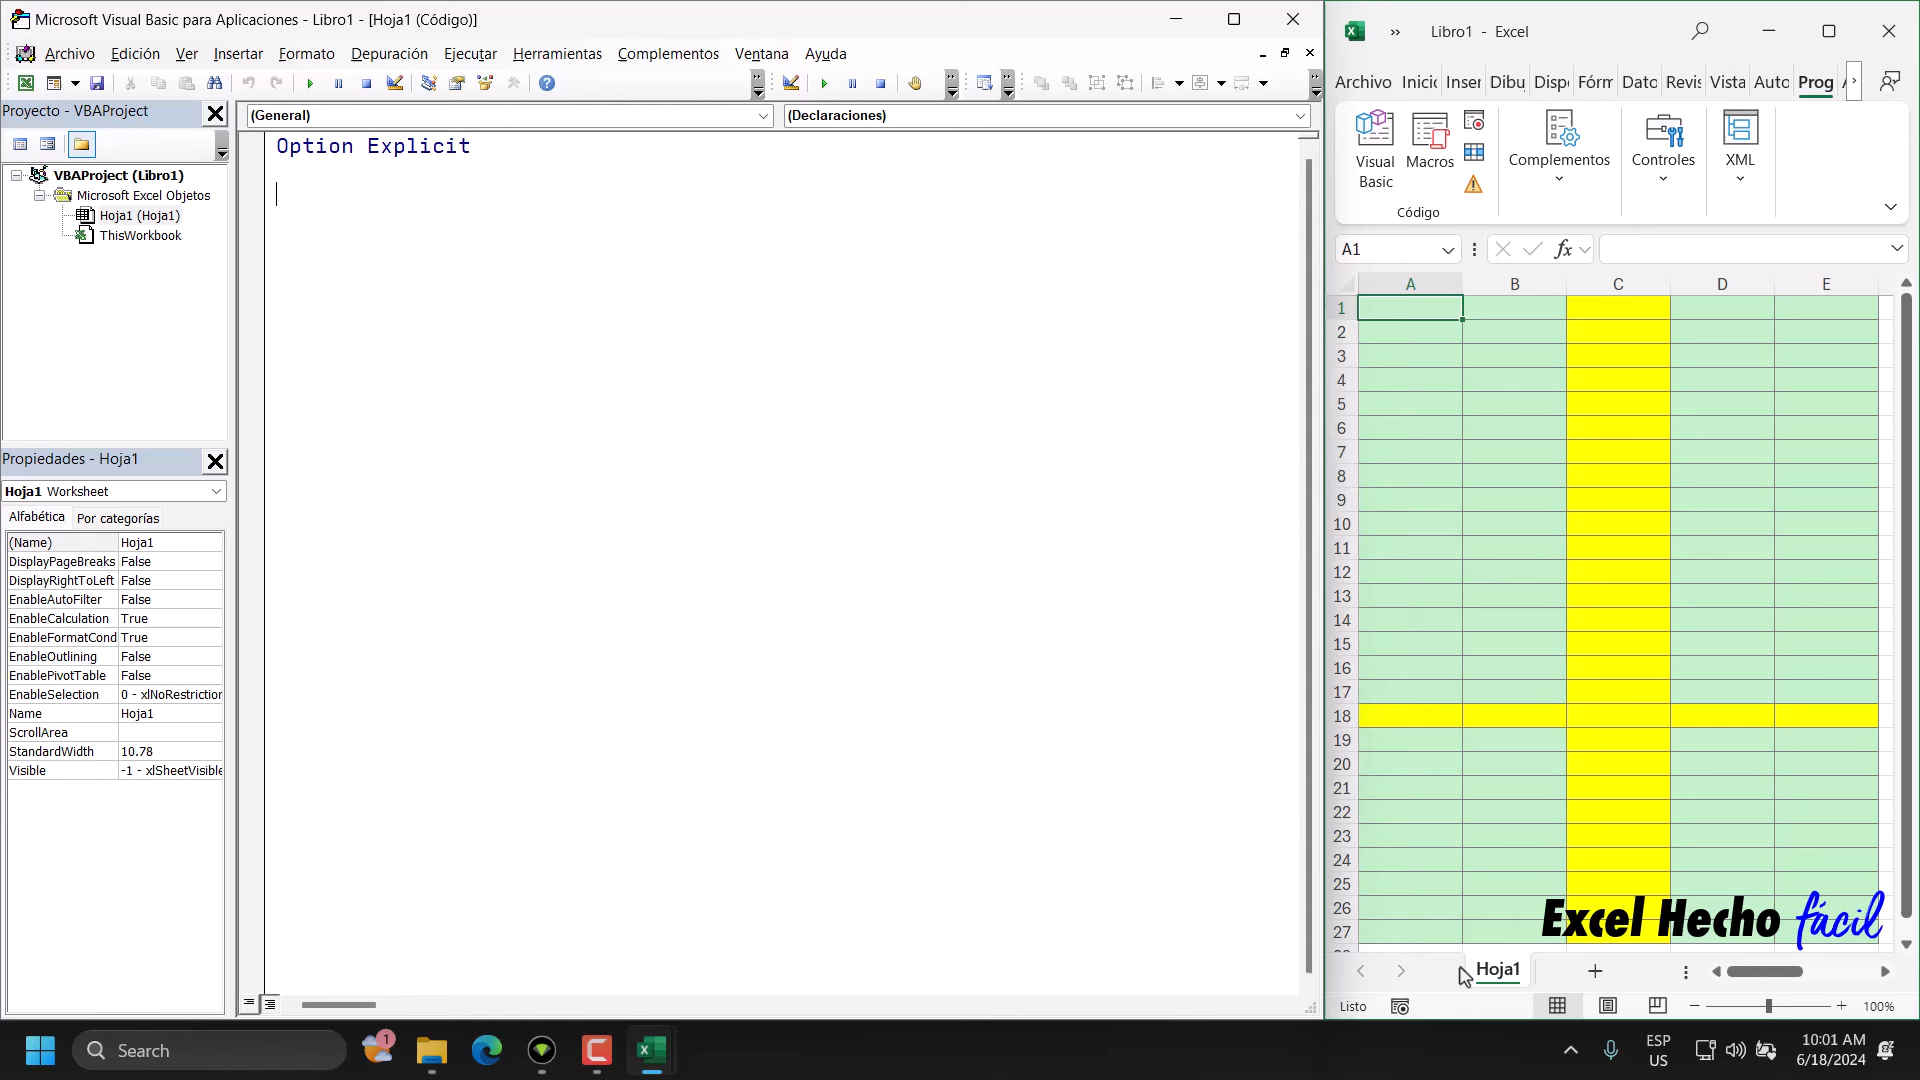 Microsoft Visual Basic para Aplicaciones - Libro1 - [Hoja1 (Código)]
Archivo Edición Ver Insertar Formato Depuración Ejecutar Herramientas Complementos Ventana Ayuda
Proyecto - VBAProject
VBAProject (Libro1)
Microsoft Excel Objetos
Hoja1 (Hoja1)
ThisWorkbook
Propiedades - Hoja1
Hoja1 Worksheet
Alfabética Por categorías
(Name) Hoja1
DisplayPageBreaks False
DisplayRightToLeft False
EnableAutoFilter False
EnableCalculation True
EnableFormatCond True
EnableOutlining False
EnablePivotTable False
EnableSelection 0 - xlNoRestriction
Name Hoja1
ScrollArea
StandardWidth 10.78
Visible -1 - xlSheetVisible
(General) (Declaraciones)
Option Explicit
Libro1 - Excel
Archivo Inicio Inser Dibu Dispo Fórm Dato Revis Vista Auto Prog
Visual
Basic
Macros
Complementos
Controles
XML
Código
A1
fx
A B C D E
1
2
3
4
5
6
7
8
9
10
11
12
13
14
15
16
17
18
19
20
21
22
23
24
25
26
27
Excel Hecho fácil
Hoja1
Listo
100%
Search
1
ESP
US
10:01 AM
6/18/2024